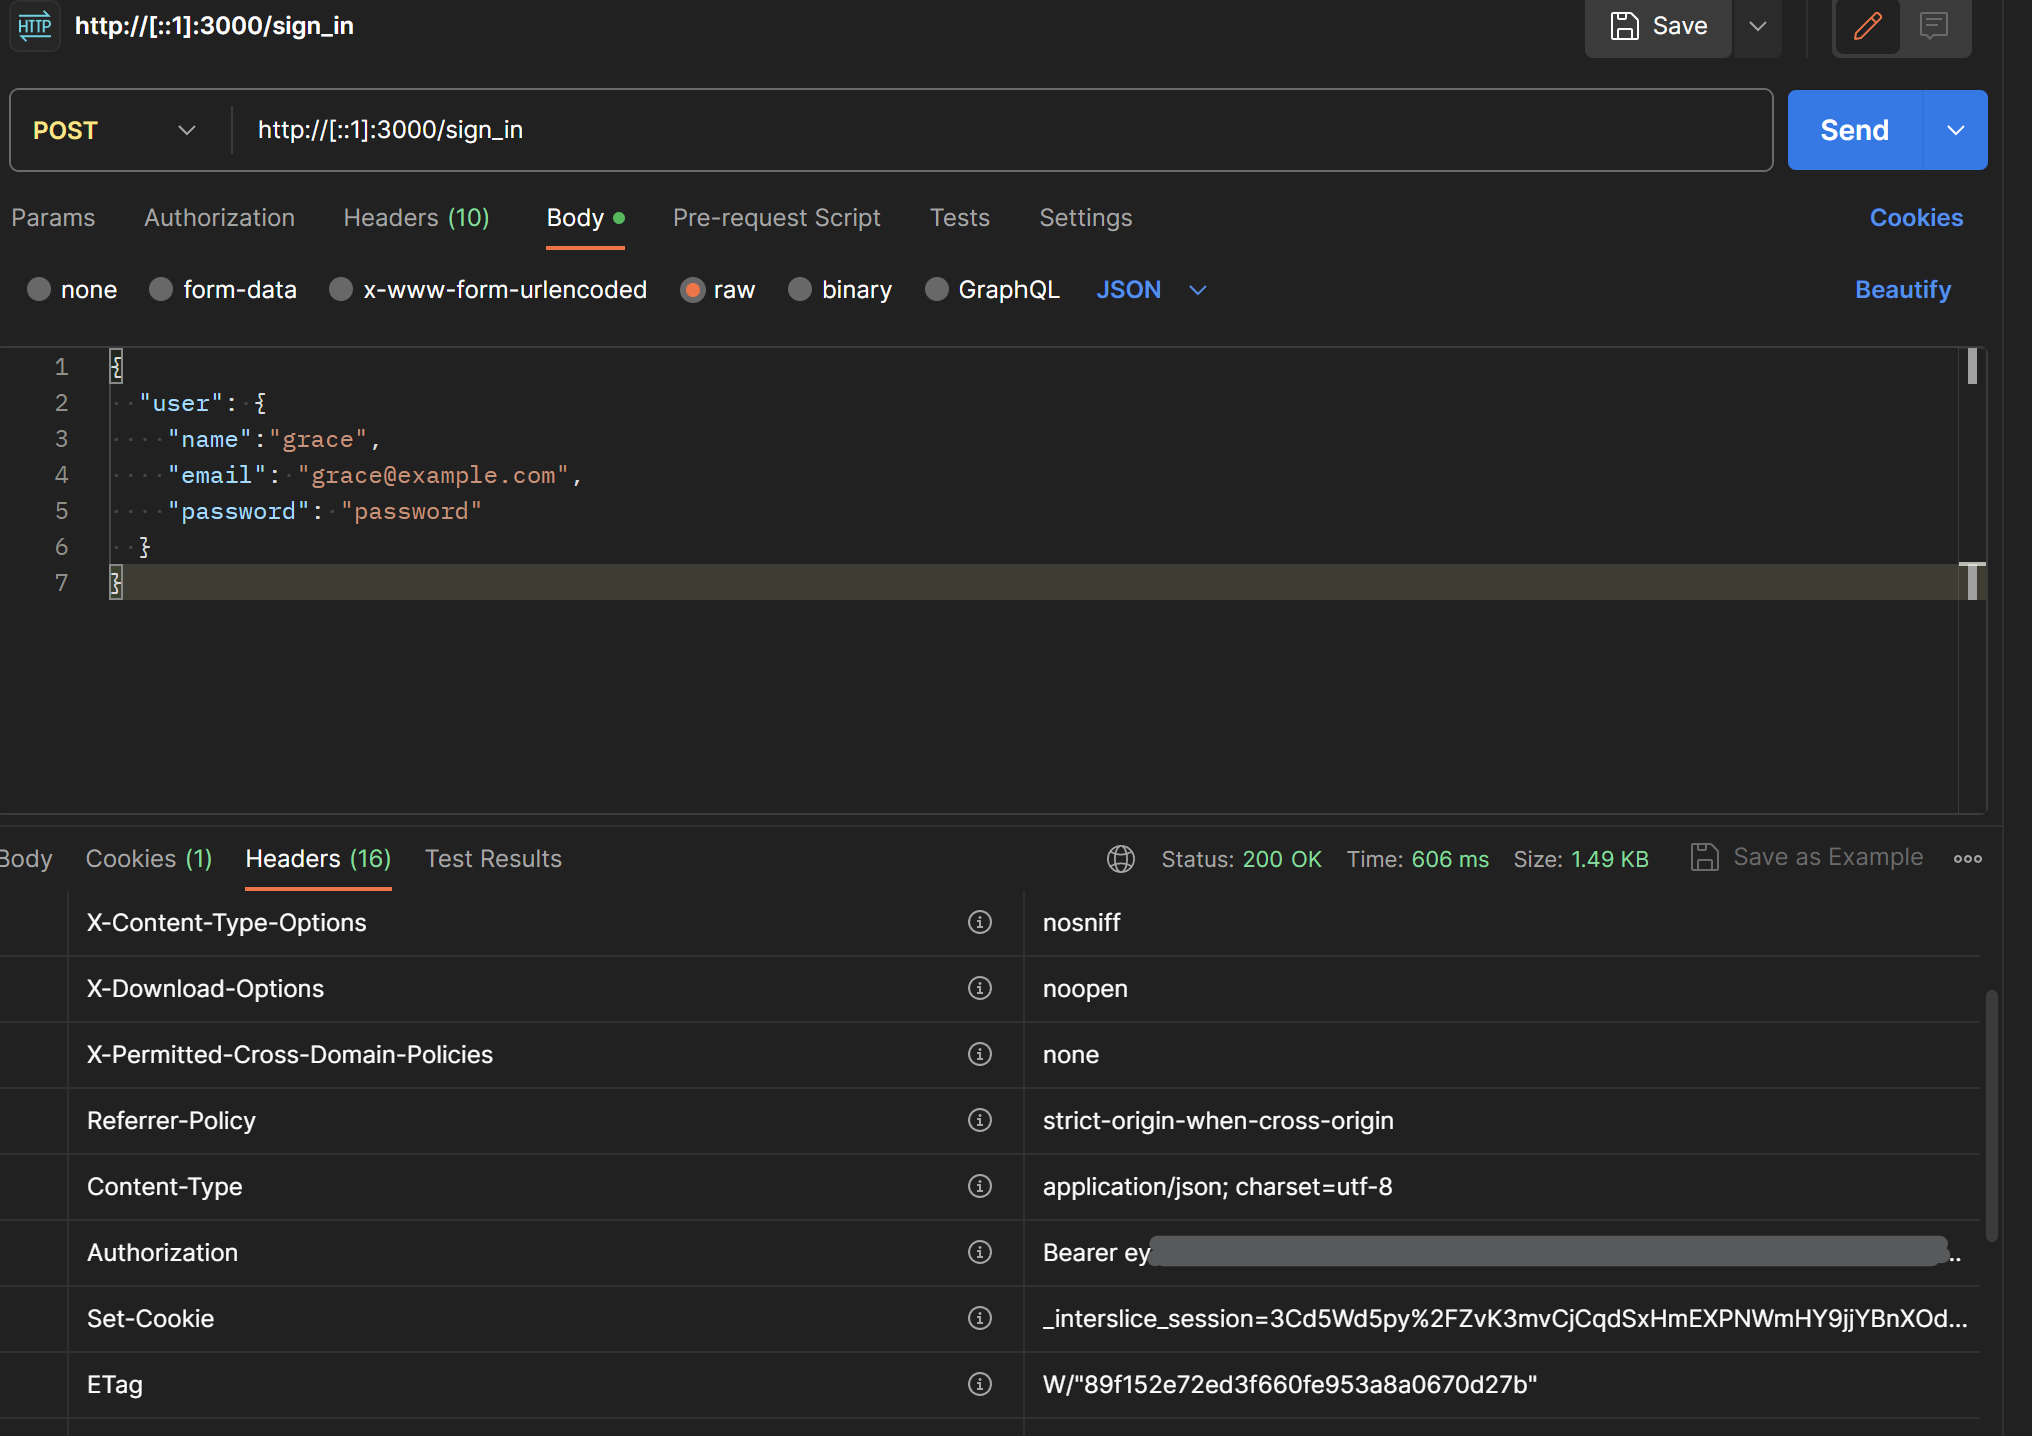 HTTP http://[::1]:3000/sign_in Save
POST http://[::1]:3000/sign_in Send
Params Authorization Headers (10) Body Pre-request Script Tests Settings Cookies
none form-data x-www-form-urlencoded raw binary GraphQL JSON Beautify
1 {
2 "user": {
3 "name":"grace",
4 "email": "grace@example.com",
5 "password": "password"
6 }
7 }
Body Cookies (1) Headers (16) Test Results Status: 200 OK Time: 606 ms Size: 1.49 KB Save as Example
X-Content-Type-Options nosniff
X-Download-Options noopen
X-Permitted-Cross-Domain-Policies none
Referrer-Policy strict-origin-when-cross-origin
Content-Type application/json; charset=utf-8
Authorization Bearer ey ..
Set-Cookie _interslice_session=3Cd5Wd5py%2FZvK3mvCjCqdSxHmEXPNWmHY9jjYBnXOd...
ETag W/"89f152e72ed3f660fe953a8a0670d27b"